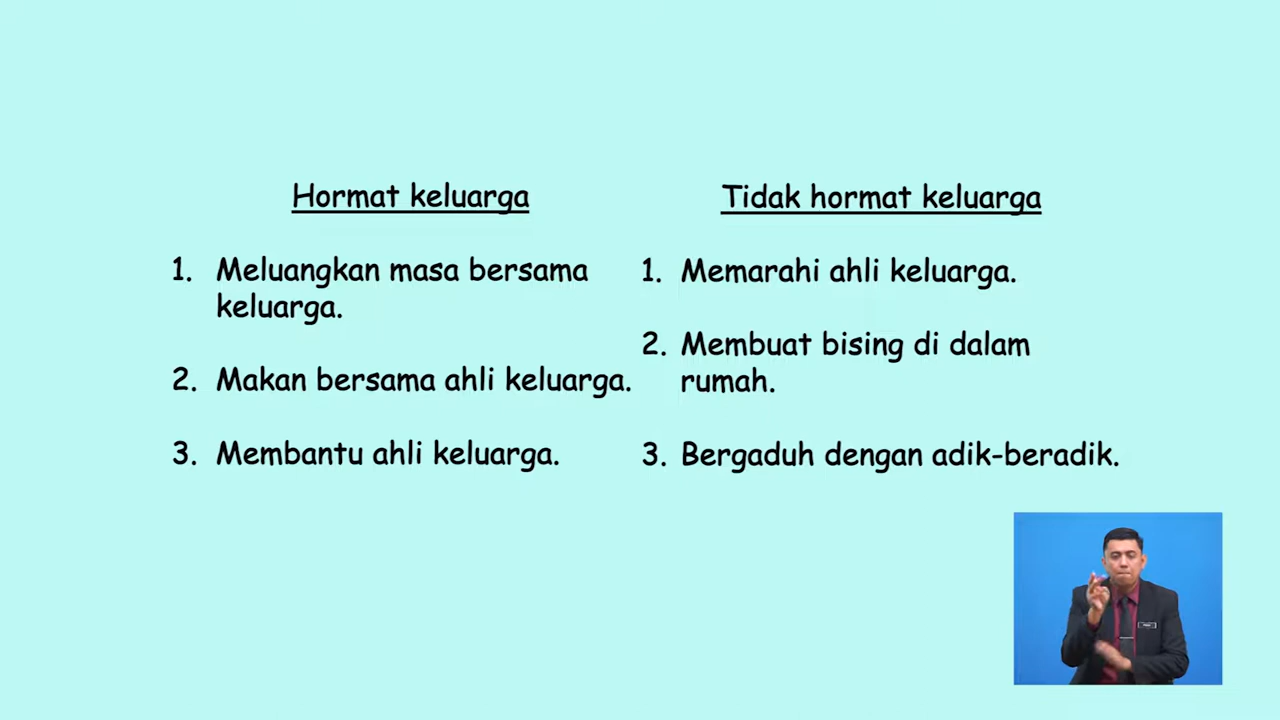 Hormat keluarga
1. Meluangkan masa bersama
keluarga.
2. Makan bersama ahli keluarga.
3. Membantu ahli keluarga.
Tidak hormat keluarga
1. Memarahi ahli keluarga.
2. Membuat bising di dalam
rumah.
3. Bergaduh dengan adik-beradik.